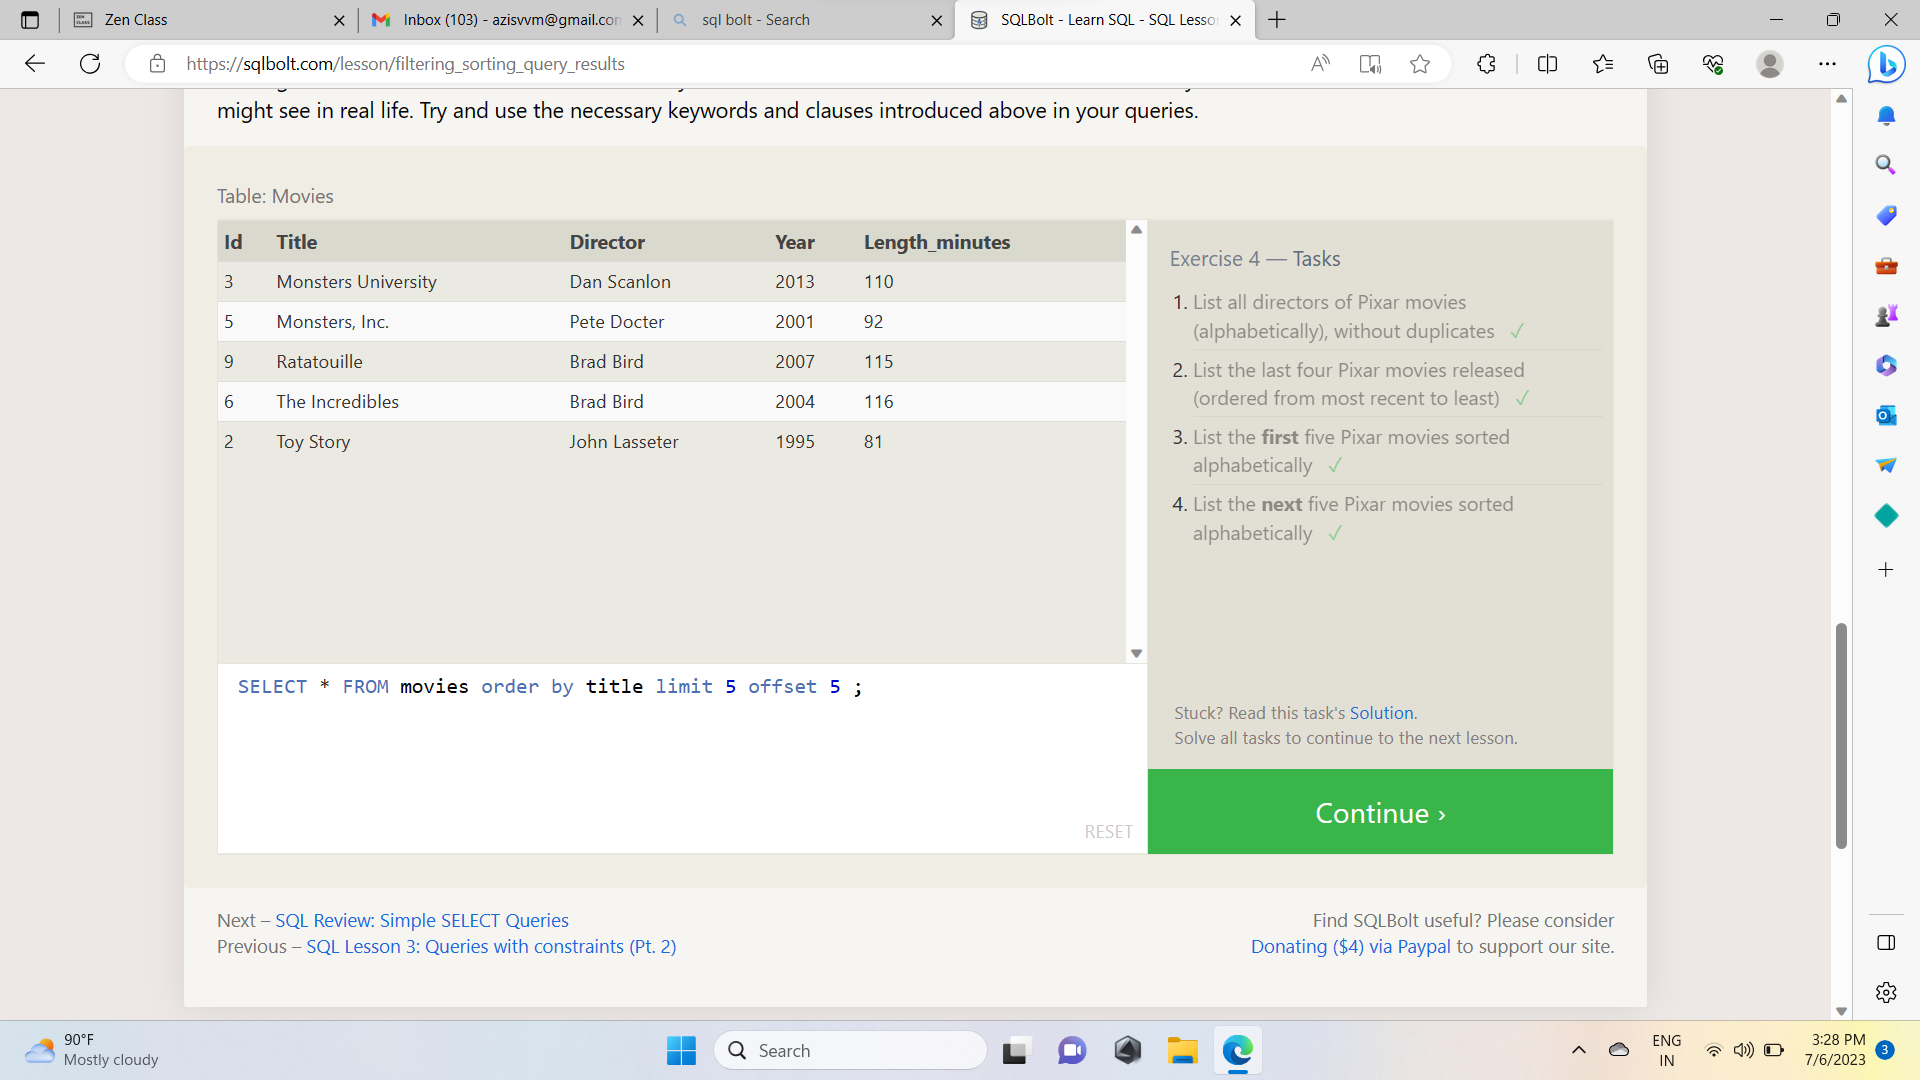 Zen Class
Inbox (103) - azisvvm@gmail.con
sql bolt - Search
SQLBolt - Learn SQL - SQL Lesso
https://sqlbolt.com/lesson/filtering_sorting_query_results
might see in real life. Try and use the necessary keywords and clauses introduced above in your queries.
Table: Movies
Id Title Director Year Length_minutes
3 Monsters University Dan Scanlon 2013 110
5 Monsters, Inc. Pete Docter 2001 92
9 Ratatouille Brad Bird 2007 115
6 The Incredibles Brad Bird 2004 116
2 Toy Story John Lasseter 1995 81
SELECT * FROM movies order by title limit 5 offset 5 ;
RESET
Exercise 4 — Tasks
1. List all directors of Pixar movies
(alphabetically), without duplicates ✓
2. List the last four Pixar movies released
(ordered from most recent to least) ✓
3. List the first five Pixar movies sorted
alphabetically ✓
4. List the next five Pixar movies sorted
alphabetically ✓
Stuck? Read this task's Solution.
Solve all tasks to continue to the next lesson.
Continue ›
Next – SQL Review: Simple SELECT Queries
Previous – SQL Lesson 3: Queries with constraints (Pt. 2)
Find SQLBolt useful? Please consider
Donating ($4) via Paypal to support our site.
90°F
Mostly cloudy
Search
ENG
IN
3:28 PM
7/6/2023
3